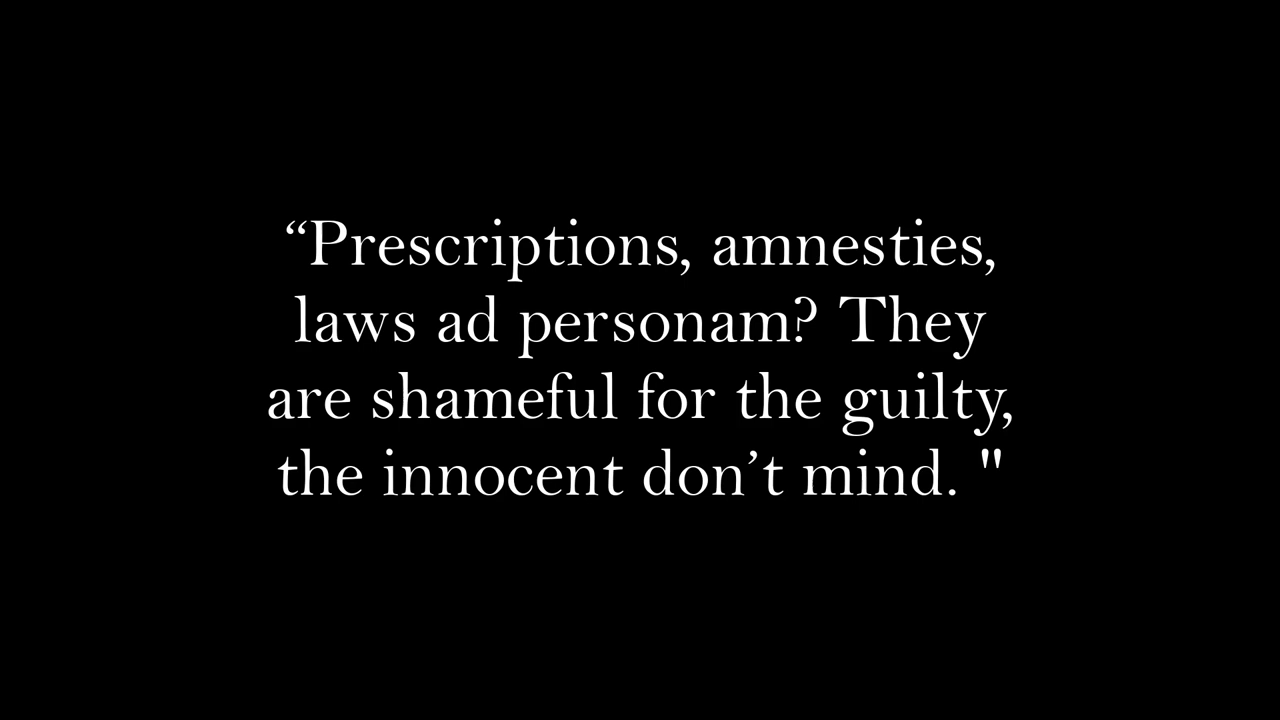 “Prescriptions, amnesties,
laws ad personam? They
are shameful for the guilty,
the innocent don’t mind. "